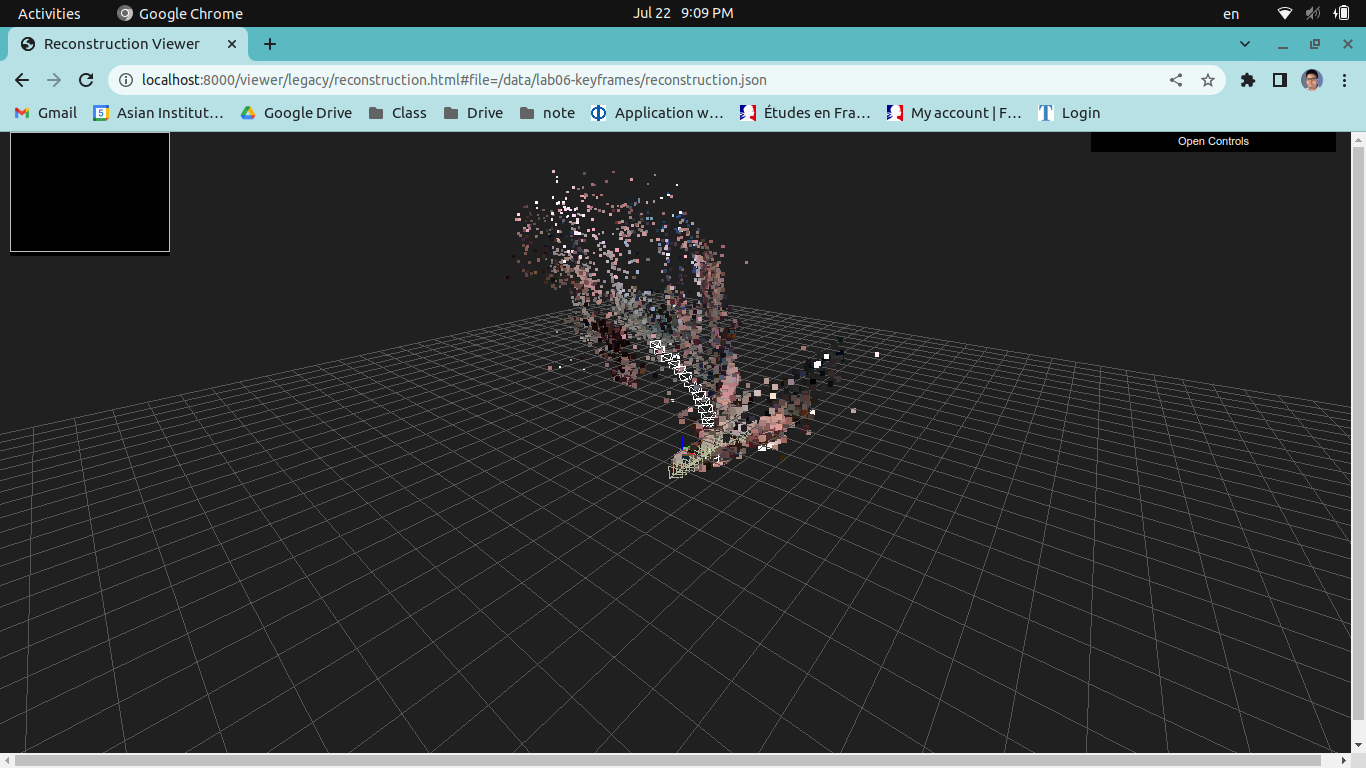 Activities Google Chrome Jul 22 9:09 PM en
Reconstruction Viewer
localhost:8000/viewer/legacy/reconstruction.html#file=/data/lab06-keyframes/reconstruction.json
Gmail 5 Asian Institut… Google Drive Class Drive note Application w… Études en Fra… My account | F… T Login
Open Controls